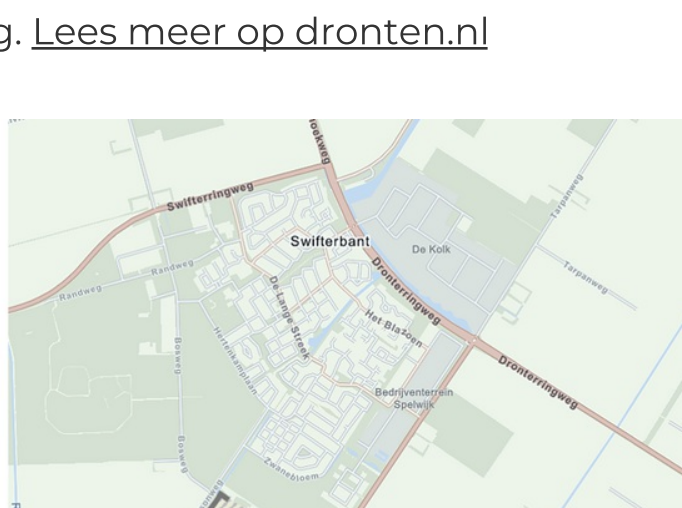 g. Lees meer op dronten.nl
Swifterringweg
Swifterbant
De Kolk
Tarpanweg
Randweg
Randweg
Dronterringweg
Tarpanweg
De Lange Streek
Het Blazoen
Hertenkamplaan
Bosweg
Dronterringweg
Bedrijventerrein
Spelwijk
Bosweg
Zwanebloem